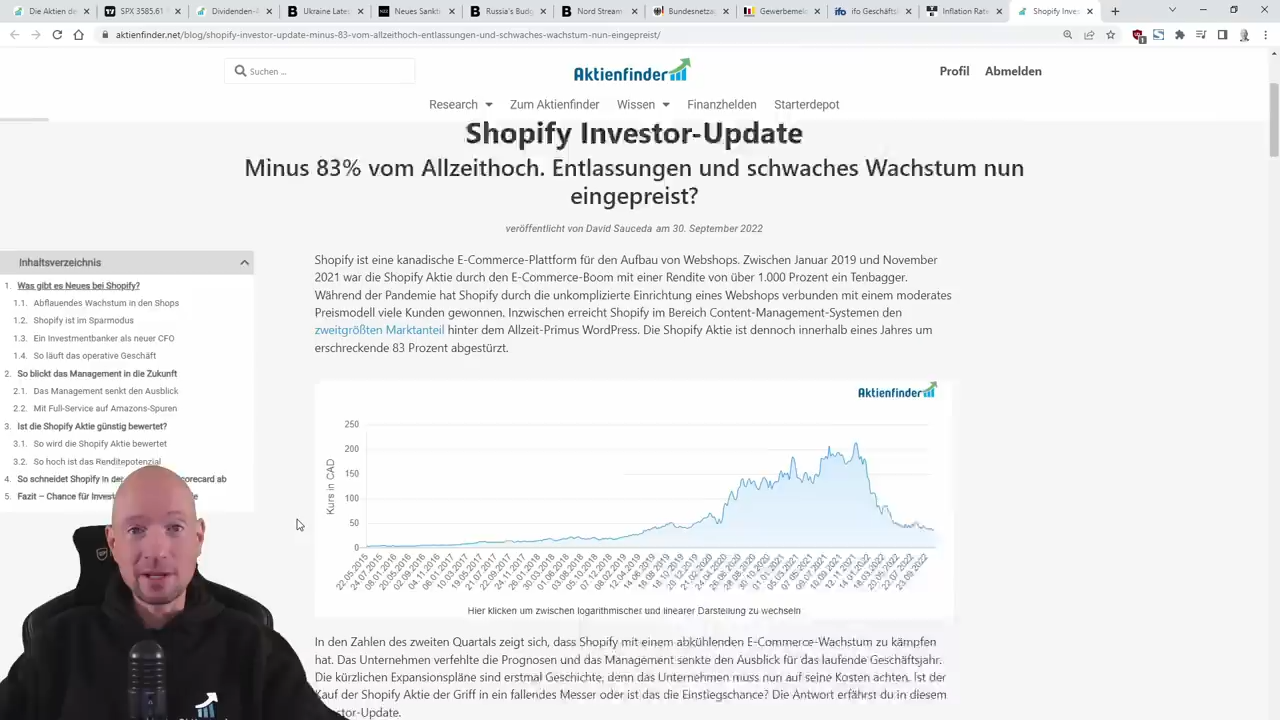 Die Aktien
SPX 3585.61
Dividenden-A
Ukraine Lates
Neues Sankti
Russia's Budg
Nord Stream
Bundesnetza
Gewerbemelo
ifo Geschäfts
Inflation Rate
Shopify Inves
aktienfinder.net/blog/shopify-investor-update-minus-83-vom-allzeithoch-entlassungen-und-schwaches-wachstum-nun-eingepreist/
Suchen ...
Aktienfinder
Profil
Abmelden
Research
Zum Aktienfinder
Wissen
Finanzhelden
Starterdepot
Shopify Investor-Update
Minus 83% vom Allzeithoch. Entlassungen und schwaches Wachstum nun
eingepreist?
veröffentlicht von David Sauceda am 30. September 2022
Inhaltsverzeichnis
1. Was gibt es Neues bei Shopify?
1.1. Abflauendes Wachstum in den Shops
1.2. Shopify ist im Sparmodus
1.3. Ein Investmentbanker als neuer CFO
1.4. So läuft das operative Geschäft
2. So blickt das Management in die Zukunft
2.1. Das Management senkt den Ausblick
2.2. Mit Full-Service auf Amazons-Spuren
3. Ist die Shopify Aktie günstig bewertet?
3.1. So wird die Shopify Aktie bewertet
3.2. So hoch ist das Renditepotenzial
4. So schneidet Shopify in der orecard ab
5. Fazit – Chance für Invest
Shopify ist eine kanadische E-Commerce-Plattform für den Aufbau von Webshops. Zwischen Januar 2019 und November
2021 war die Shopify Aktie durch den E-Commerce-Boom mit einer Rendite von über 1.000 Prozent ein Tenbagger.
Während der Pandemie hat Shopify durch die unkomplizierte Einrichtung eines Webshops verbunden mit einem moderates
Preismodell viele Kunden gewonnen. Inzwischen erreicht Shopify im Bereich Content-Management-Systemen den
zweitgrößten Marktanteil hinter dem Allzeit-Primus WordPress. Die Shopify Aktie ist dennoch innerhalb eines Jahres um
erschreckende 83 Prozent abgestürzt.
Aktienfinder
Kurs in CAD
250
200
150
100
50
0
Hier klicken um zwischen logarithmischer und linearer Darstellung zu wechseln
In den Zahlen des zweiten Quartals zeigt sich, dass Shopify mit einem abkühlenden E-Commerce-Wachstum zu kämpfen
hat. Das Unternehmen verfehlte die Prognosen und das Management senkte den Ausblick für das laufende Geschäftsjahr.
Die kürzlichen Expansionspläne sind erstmal Geschichte, denn das Unternehmen muss nun auf seine Kosten achten. Ist der
Kauf der Shopify Aktie der Griff in ein fallendes Messer oder ist das die Einstiegschance? Die Antwort erfährst du in diesem
stor-Update.